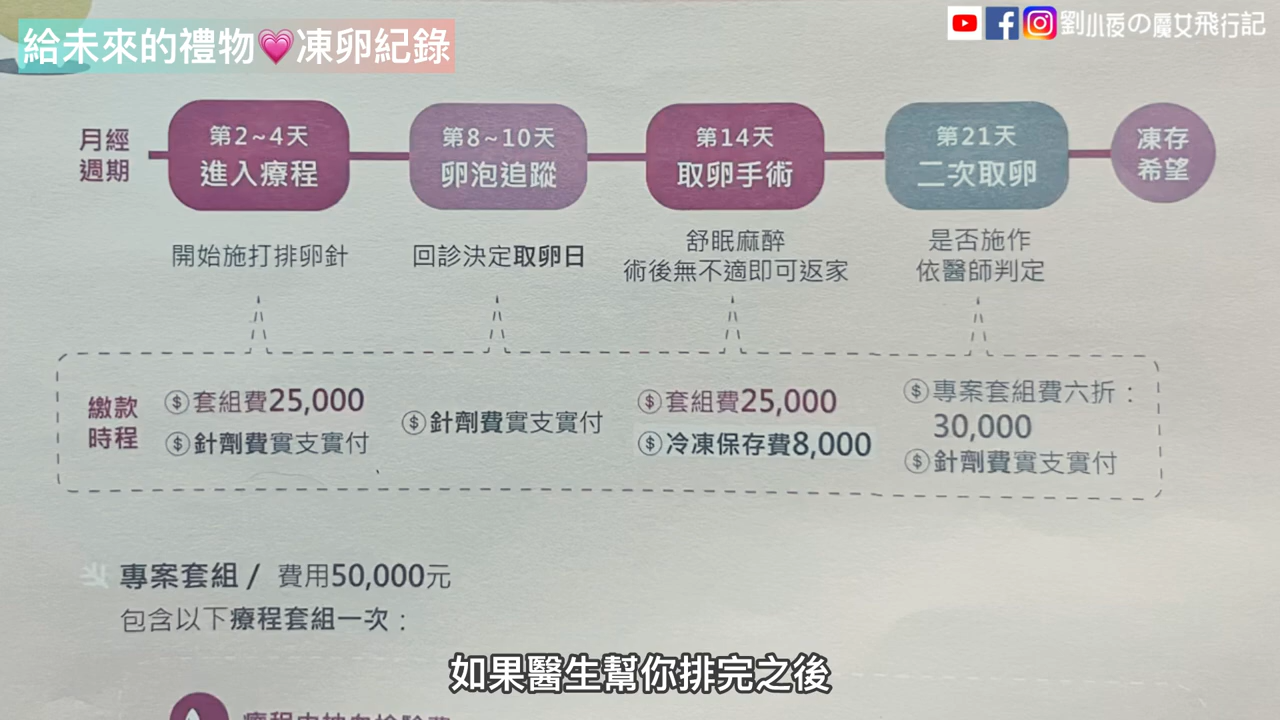 給未來的禮物💗凍卵紀錄
劉小夜の魔女飛行記
月經
週期
第2~4天
進入療程
第8~10天
卵泡追蹤
第14天
取卵手術
第21天
二次取卵
凍存
希望
開始施打排卵針
回診決定取卵日
舒眠麻醉
術後無不適即可返家
是否施作
依醫師判定
繳款
時程
$套組費25,000
$針劑費實支實付
$針劑費實支實付
$套組費25,000
$冷凍保存費8,000
$專案套組費六折：
30,000
$針劑費實支實付
專案套組/ 費用50,000元
包含以下療程套組一次：
如果醫生幫你排完之後